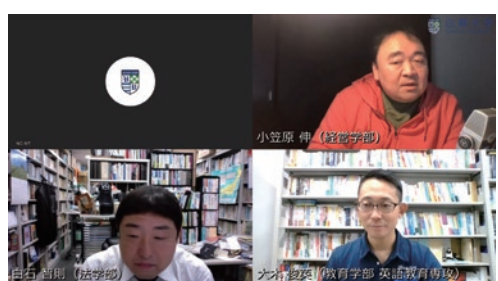 小笠原 伸（経営学部）
白石 智則（法学部）
大木 俊英（教育学部 英語教育専攻）